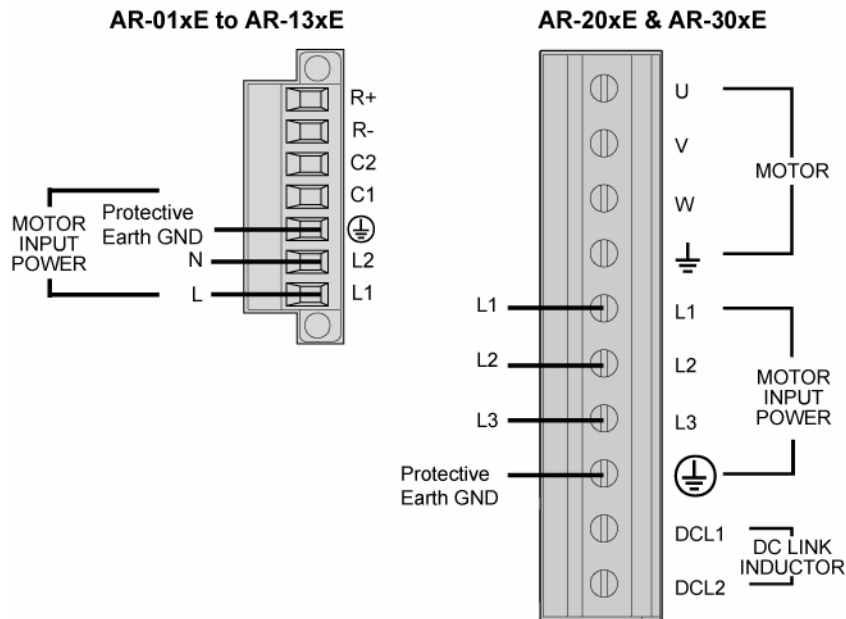 AR-01xE to AR-13xE
R+
R-
C2
C1
Protective
Earth GND
MOTOR
INPUT
POWER
N
L2
L
L1
AR-20xE & AR-30xE
U
V
W
MOTOR
L1
L1
L2
L2
L3
L3
MOTOR
INPUT
POWER
Protective
Earth GND
DCL1
DCL2
DC LINK
INDUCTOR